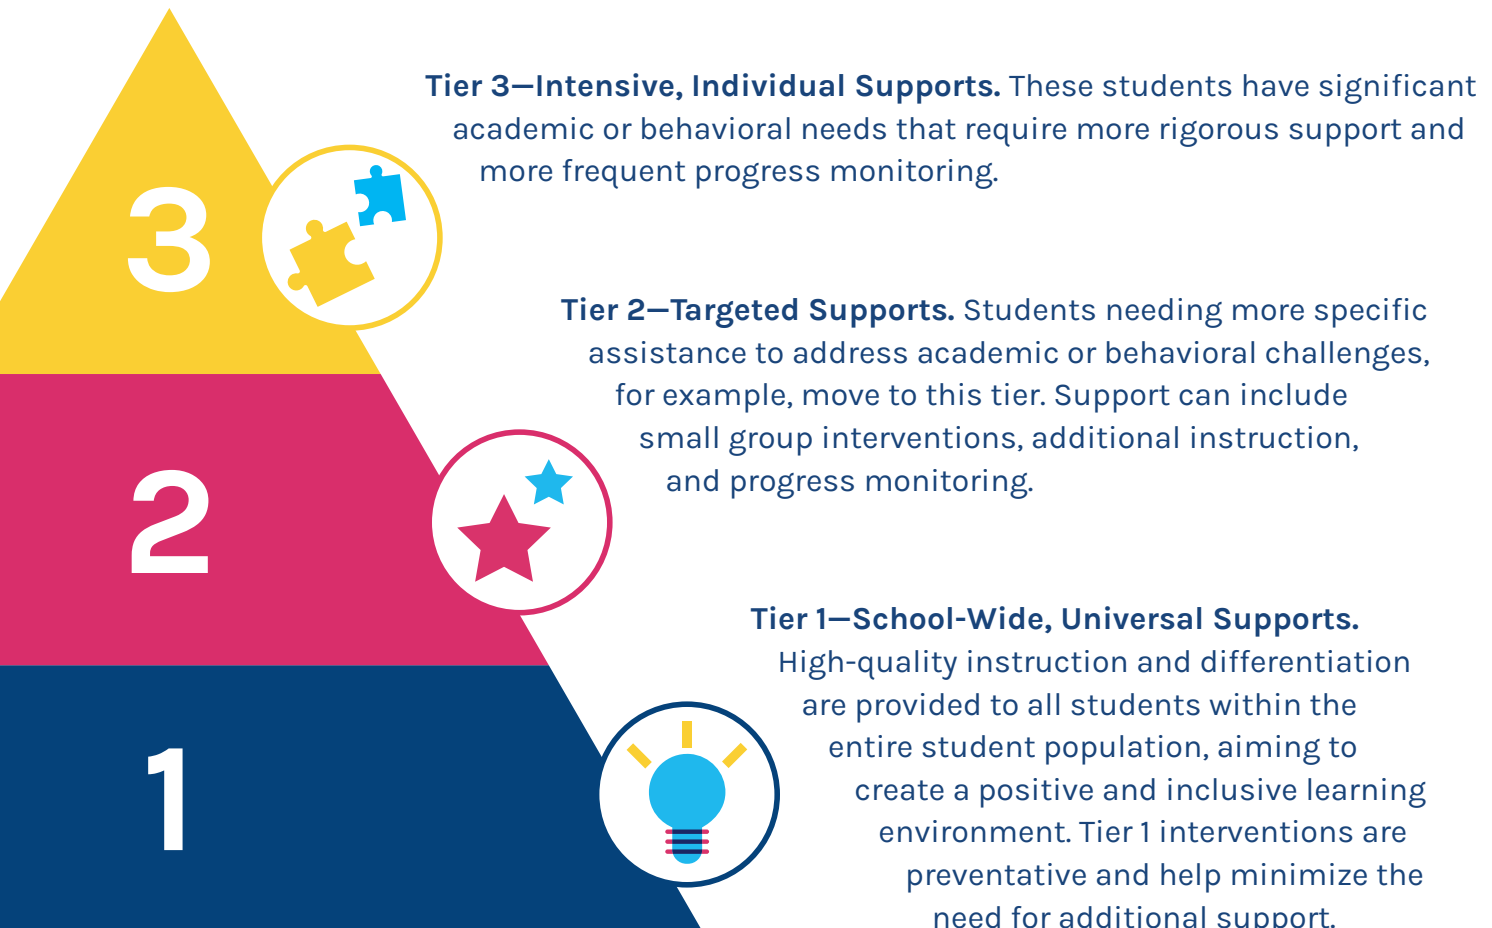 Tier 3—Intensive, Individual Supports. These students have significant
academic or behavioral needs that require more rigorous support and
more frequent progress monitoring.
3
Tier 2—Targeted Supports. Students needing more specific
assistance to address academic or behavioral challenges,
for example, move to this tier. Support can include
small group interventions, additional instruction,
and progress monitoring.
2
Tier 1—School-Wide, Universal Supports.
High-quality instruction and differentiation
are provided to all students within the
entire student population, aiming to
create a positive and inclusive learning
environment. Tier 1 interventions are
preventative and help minimize the
need for additional support.
1